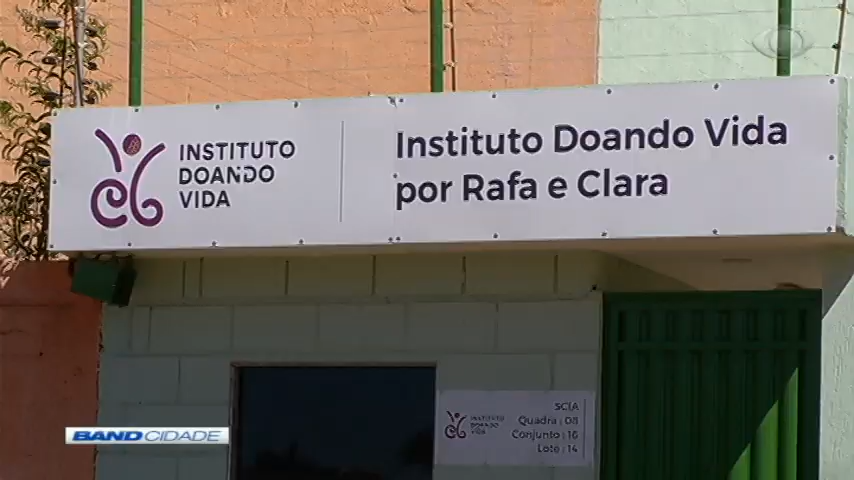 INSTITUTO
DOANDO
VIDA
Instituto Doando Vida
por Rafa e Clara
INSTITUTO
DOANDO
VIDA
SCIA
Quadra : 08
Conjunto : 16
Lote : 14
BAND CIDADE